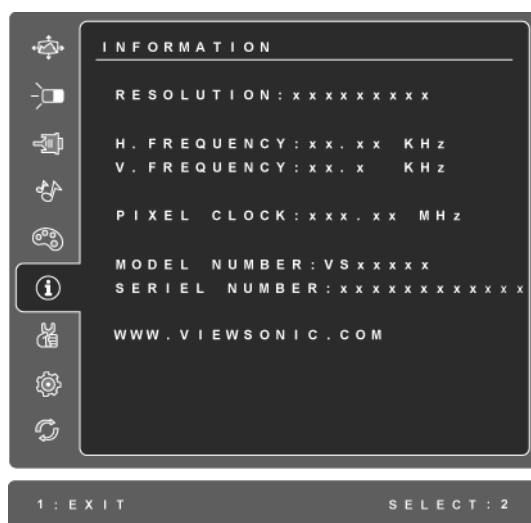 INFORMATION
RESOLUTION:xxxxxxxxx
H. FREQUENCY:xx.xx KHz
V. FREQUENCY:xx.x KHz
PIXEL CLOCK:xxx.xx MHz
MODEL NUMBER:VSxxxxx
SERIEL NUMBER:xxxxxxxxxxxx
WWW.VIEWSONIC.COM
1:EXIT SELECT:2